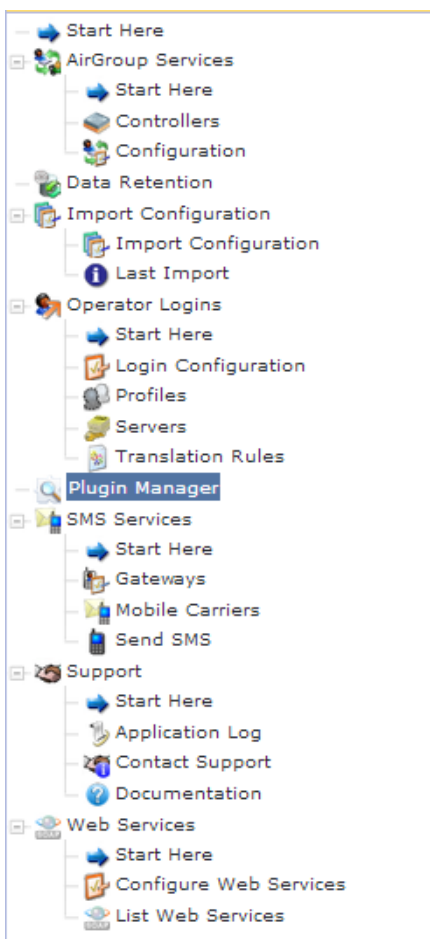 Start Here
AirGroup Services
Start Here
Controllers
Configuration
Data Retention
Import Configuration
Import Configuration
Last Import
Operator Logins
Start Here
Login Configuration
Profiles
Servers
Translation Rules
Plugin Manager
SMS Services
Start Here
Gateways
Mobile Carriers
Send SMS
Support
Start Here
Application Log
Contact Support
Documentation
Web Services
Start Here
Configure Web Services
List Web Services